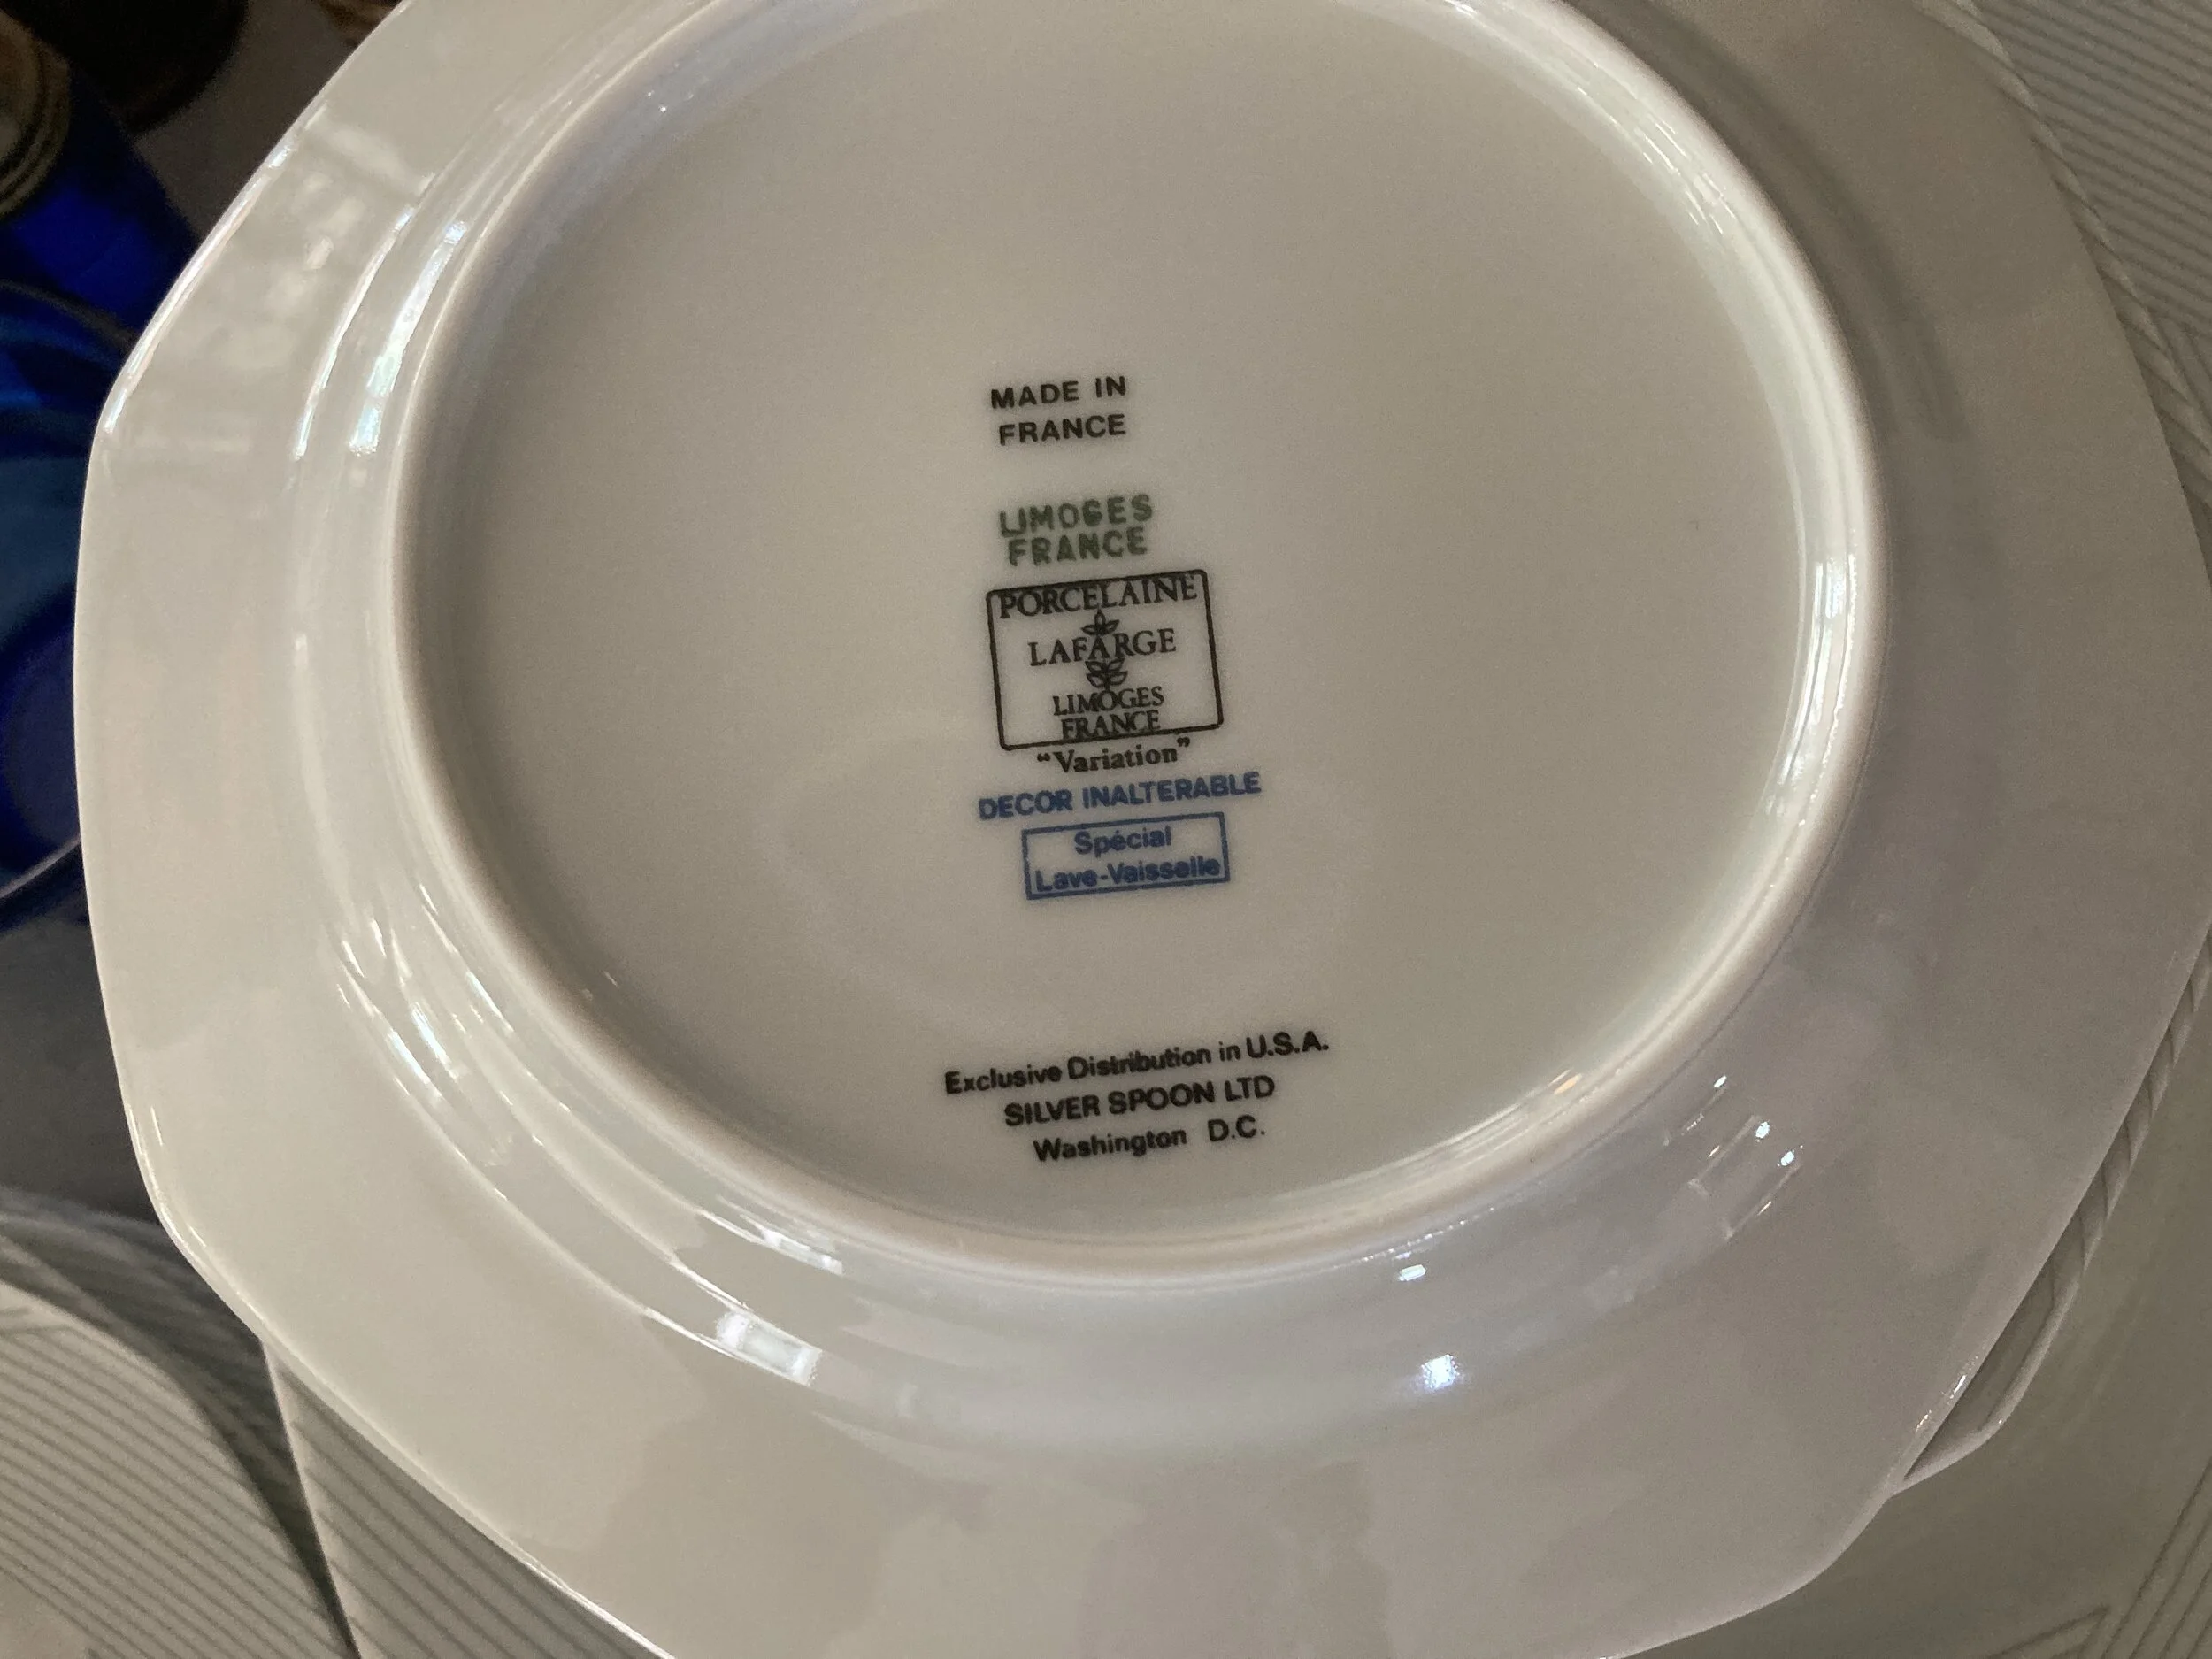 MADE IN
FRANCE
LIMOGES
FRANCE
PORCELAINE
LAFARGE
LIMOGES
FRANCE
“Variation”
DECOR INALTERABLE
Spécial
Lave-Vaisselle
Exclusive Distribution in U.S.A.
SILVER SPOON LTD
Washington D.C.